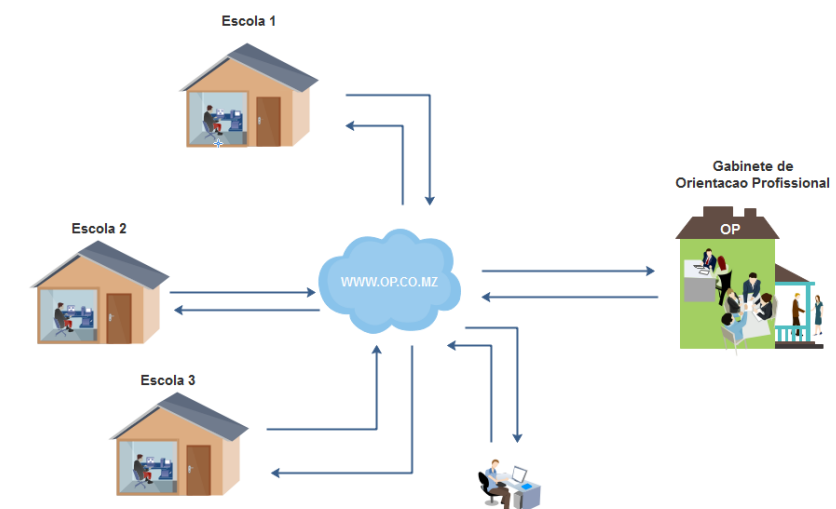 Escola 1
Gabinete de
Orientacao Profissional
Escola 2
OP
WWW.OP.CO.MZ
Escola 3